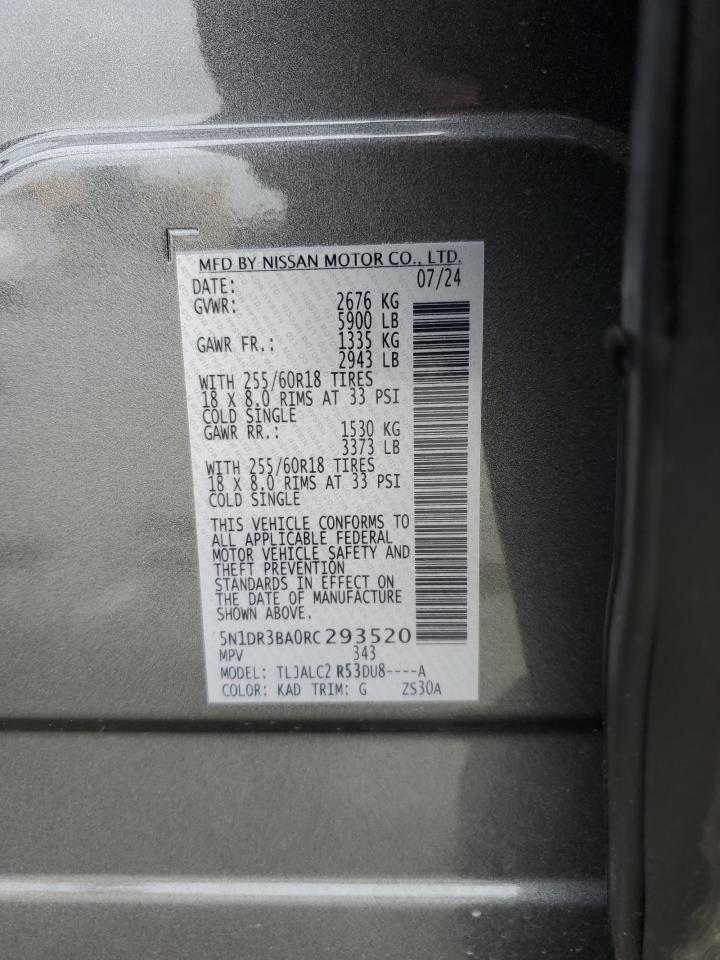 MFD BY NISSAN MOTOR CO., LTD.
DATE: 07/24
GVWR: 2676 KG
5900 LB
GAWR FR.: 1335 KG
2943 LB
WITH 255/60R18 TIRES
18 X 8.0 RIMS AT 33 PSI
COLD SINGLE
GAWR RR.: 1530 KG
3373 LB
WITH 255/60R18 TIRES
18 X 8.0 RIMS AT 33 PSI
COLD SINGLE
THIS VEHICLE CONFORMS TO
ALL APPLICABLE FEDERAL
MOTOR VEHICLE SAFETY AND
THEFT PREVENTION
STANDARDS IN EFFECT ON
THE DATE OF MANUFACTURE
SHOWN ABOVE.
5N1DR3BA0RC293520
MPV 343
MODEL: TLJALC2 R53DU8----A
COLOR: KAD TRIM: G ZS30A